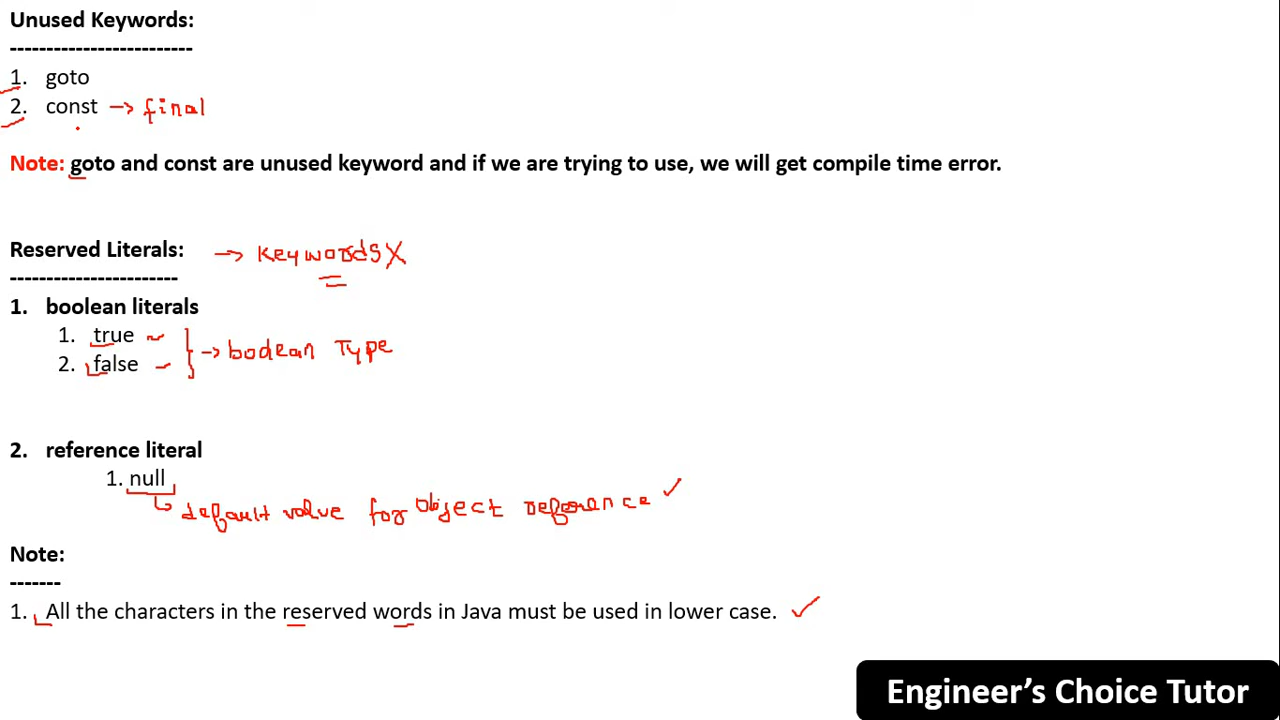 Unused Keywords:
-------------------------
1. goto
2. const → final
Note: goto and const are unused keyword and if we are trying to use, we will get compile time error.
Reserved Literals: → KeywordS X
-----------------------
1. boolean literals
1. true
2. false } → boolean Type
2. reference literal
1. null
default value for Object reference ✓
Note:
-------
1. All the characters in the reserved words in Java must be used in lower case. ✓
Engineer's Choice Tutor